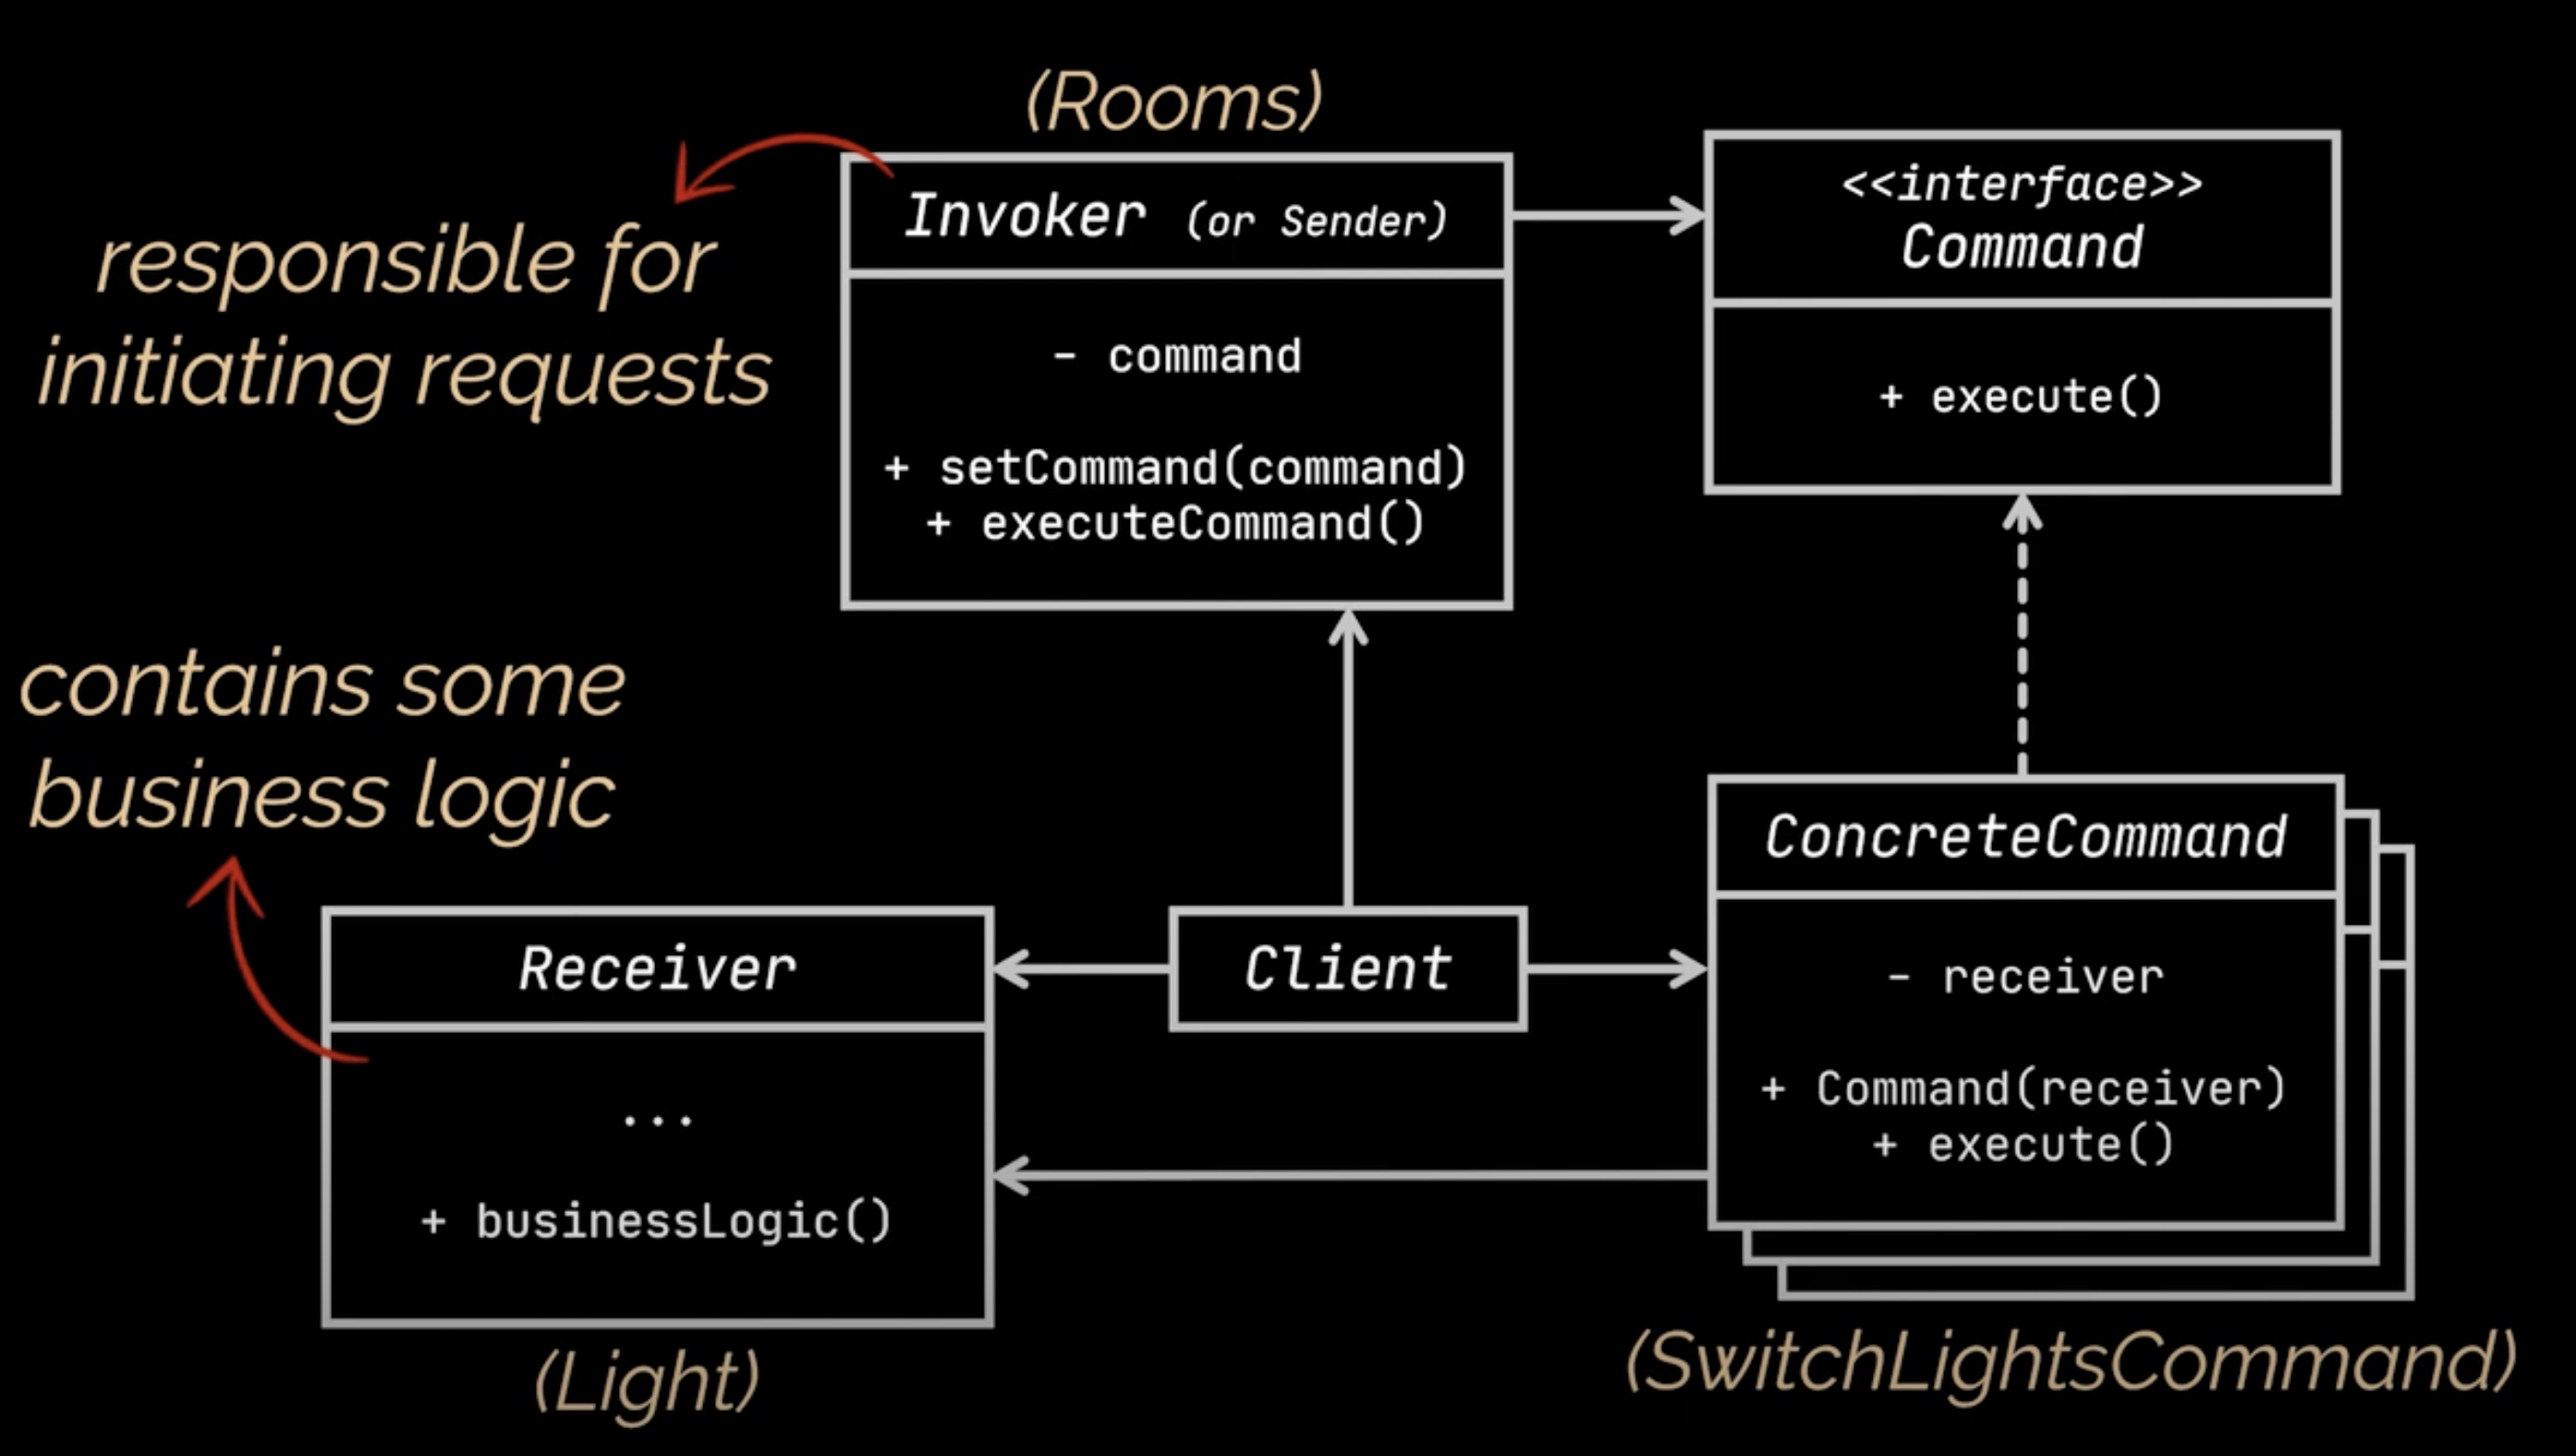 (Rooms)
Invoker (or Sender)
- command
+ setCommand(command)
+ executeCommand()
<<interface>>
Command
+ execute()
responsible for
initiating requests
contains some
business logic
Receiver
...
+ businessLogic()
(Light)
Client
ConcreteCommand
- receiver
+ Command(receiver)
+ execute()
(SwitchLightsCommand)